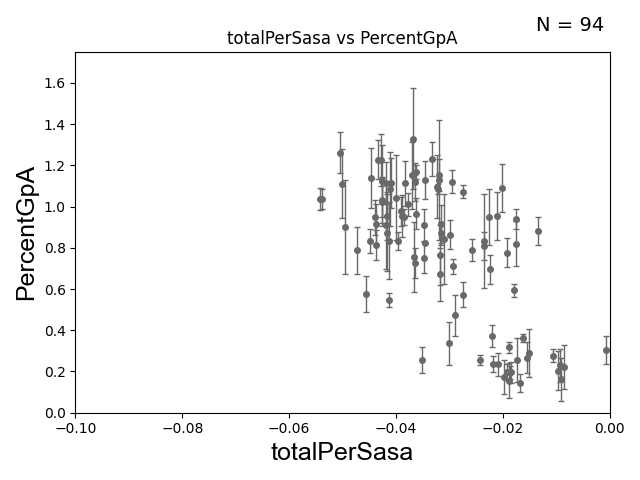 N = 94
totalPerSasa vs PercentGpA
PercentGpA
1.6
1.4
1.2
1.0
0.8
0.6
0.4
0.2
0.0
−0.10 −0.08 −0.06 −0.04 −0.02 0.00
totalPerSasa